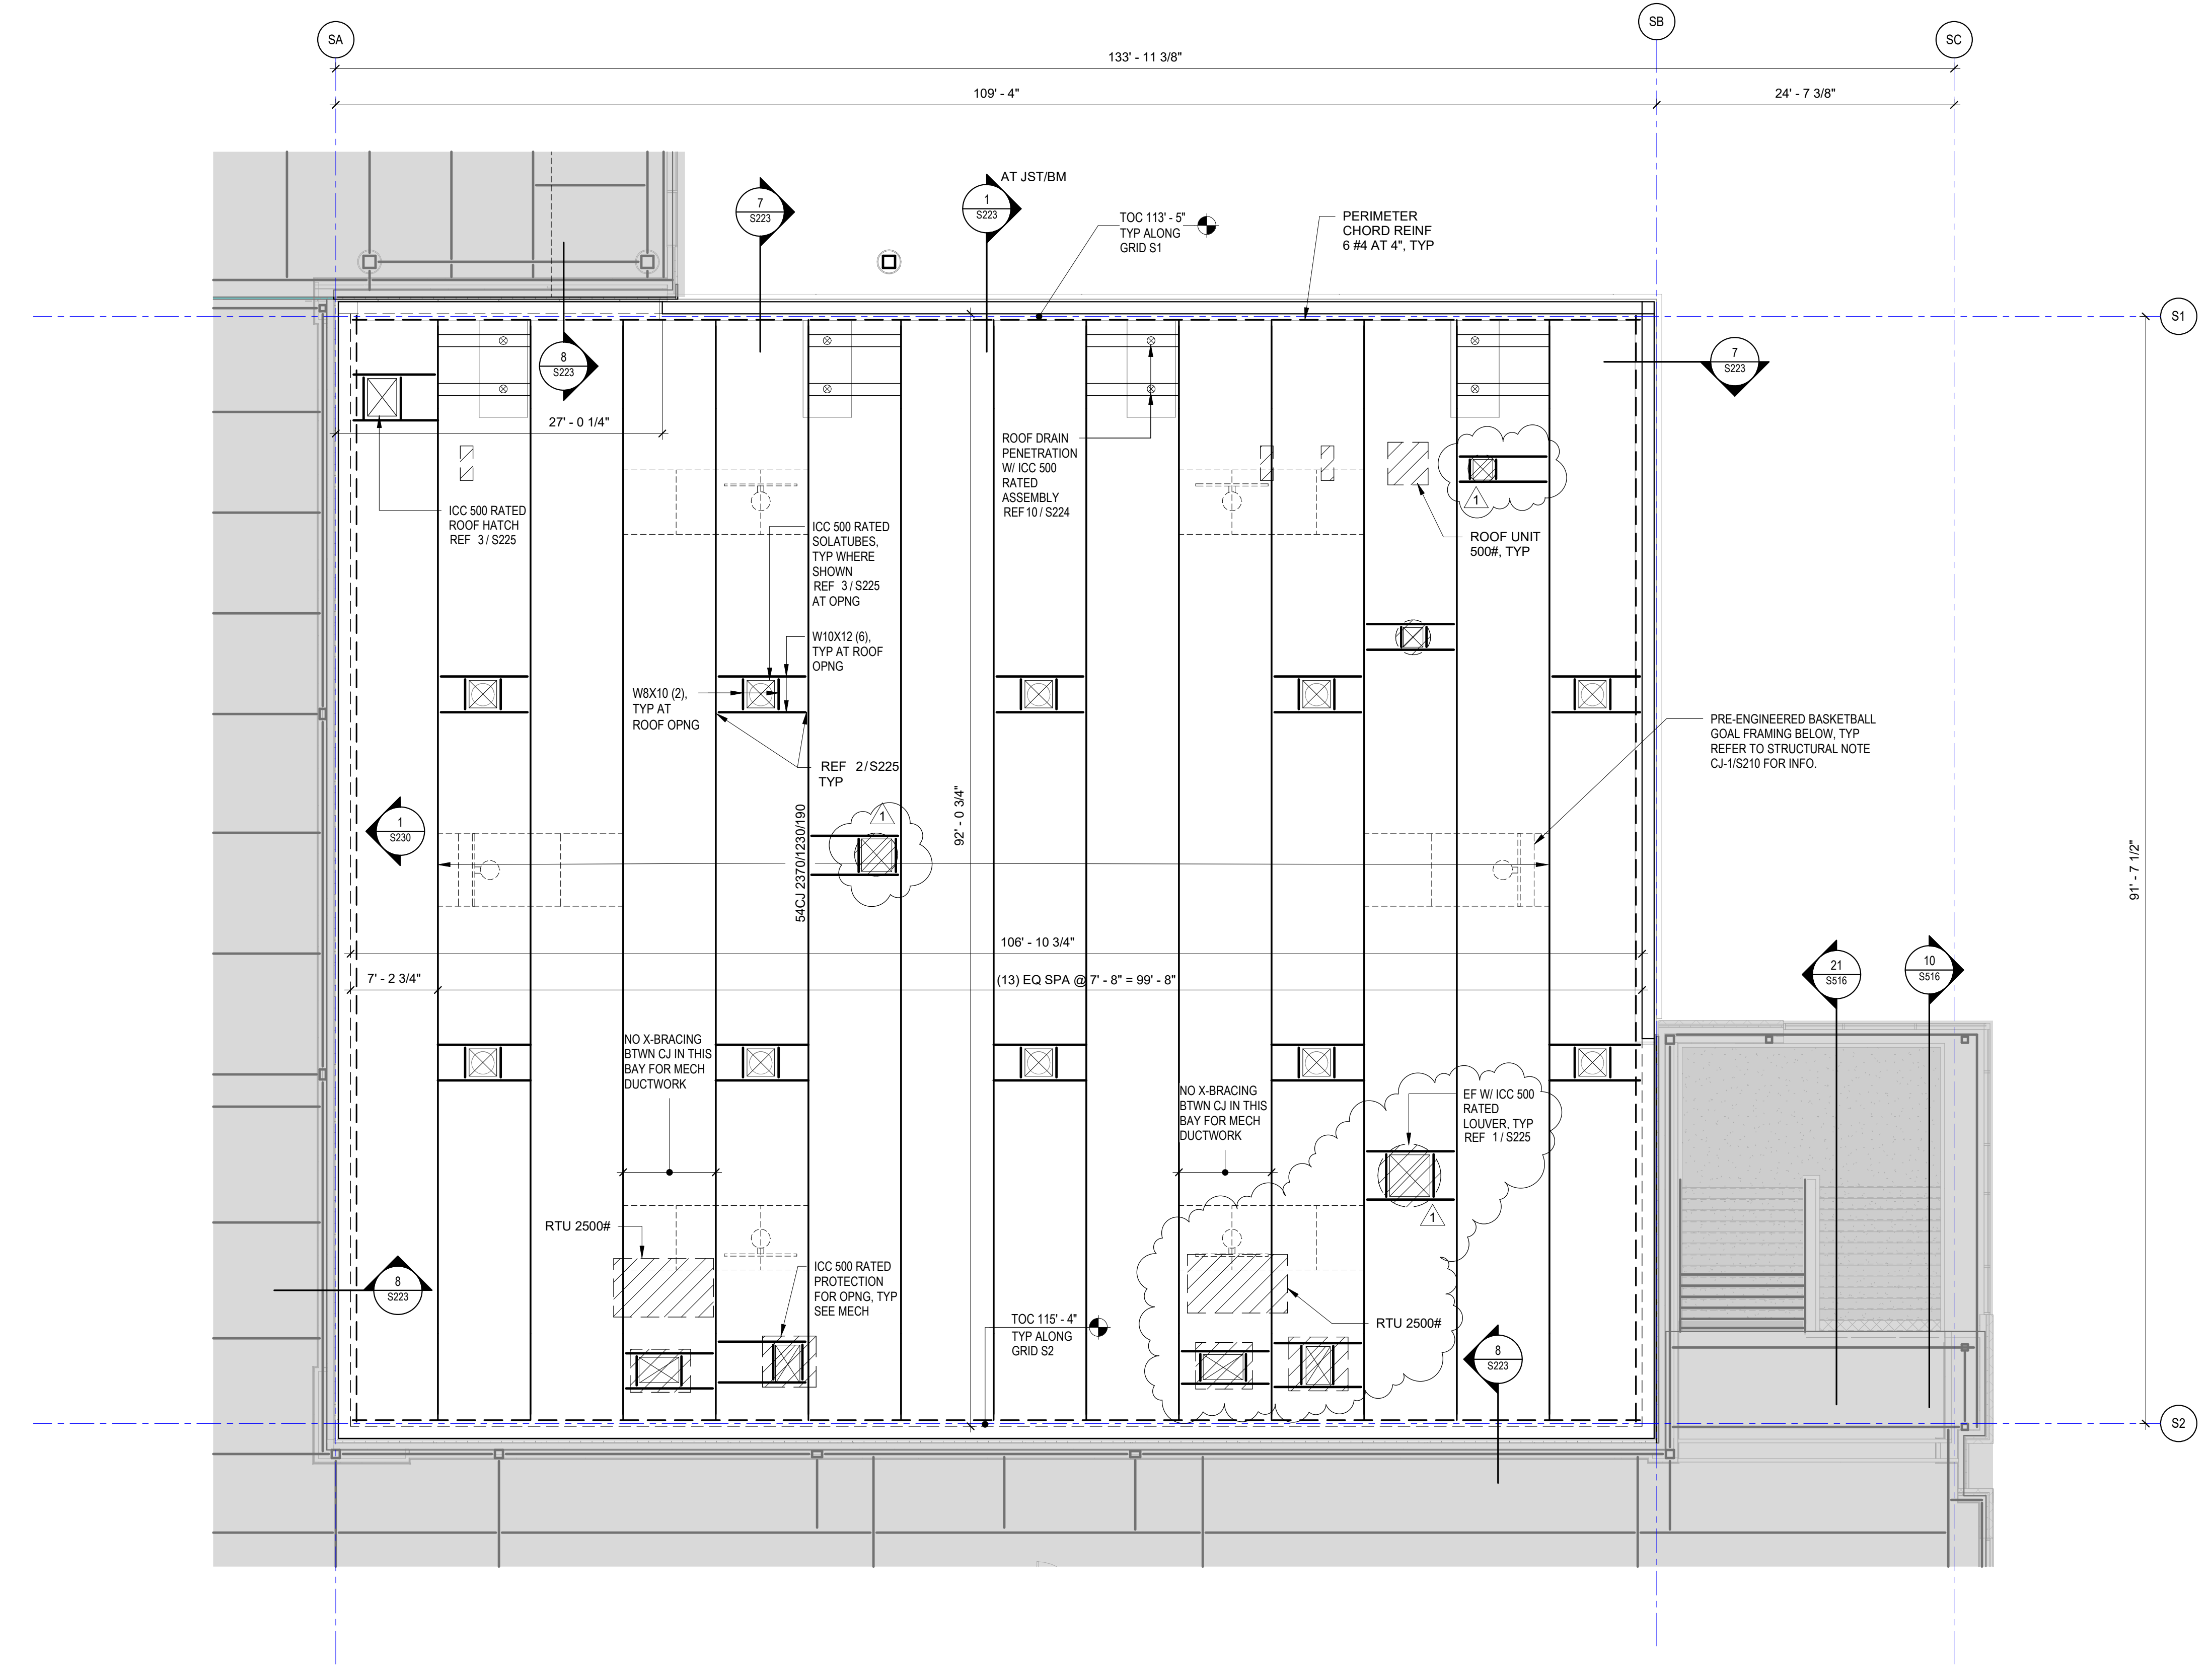 SA
SB
SC
133' - 11 3/8"
109' - 4"
24' - 7 3/8"
7
S223
1
S223
AT JST/BM
TOC 113' - 5"
TYP ALONG
GRID S1
PERIMETER
CHORD REINF
6 #4 AT 4", TYP
S1
8
S223
7
S223
27' - 0 1/4"
ROOF DRAIN
PENETRATION
W/ ICC 500
RATED
ASSEMBLY
REF 10 / S224
ICC 500 RATED
ROOF HATCH
REF 3 / S225
ICC 500 RATED
SOLATUBES,
TYP WHERE
SHOWN
REF 3 / S225
AT OPNG
1
ROOF UNIT
500#, TYP
W10X12 (6),
TYP AT ROOF
OPNG
W8X10 (2),
TYP AT
ROOF OPNG
REF 2/S225
TYP
PRE-ENGINEERED BASKETBALL
GOAL FRAMING BELOW, TYP
REFER TO STRUCTURAL NOTE
CJ-1/S210 FOR INFO.
1
S230
54CJ 2370/1230/190
1
92' - 0 3/4"
91' - 7 1/2"
106' - 10 3/4"
7' - 2 3/4"
(13) EQ SPA @ 7' - 8" = 99' - 8"
21
S516
10
S516
NO X-BRACING
BTWN CJ IN THIS
BAY FOR MECH
DUCTWORK
NO X-BRACING
BTWN CJ IN THIS
BAY FOR MECH
DUCTWORK
EF W/ ICC 500
RATED
LOUVER, TYP
REF 1 / S225
1
RTU 2500#
8
S223
ICC 500 RATED
PROTECTION
FOR OPNG, TYP
SEE MECH
TOC 115' - 4"
TYP ALONG
GRID S2
RTU 2500#
8
S223
S2